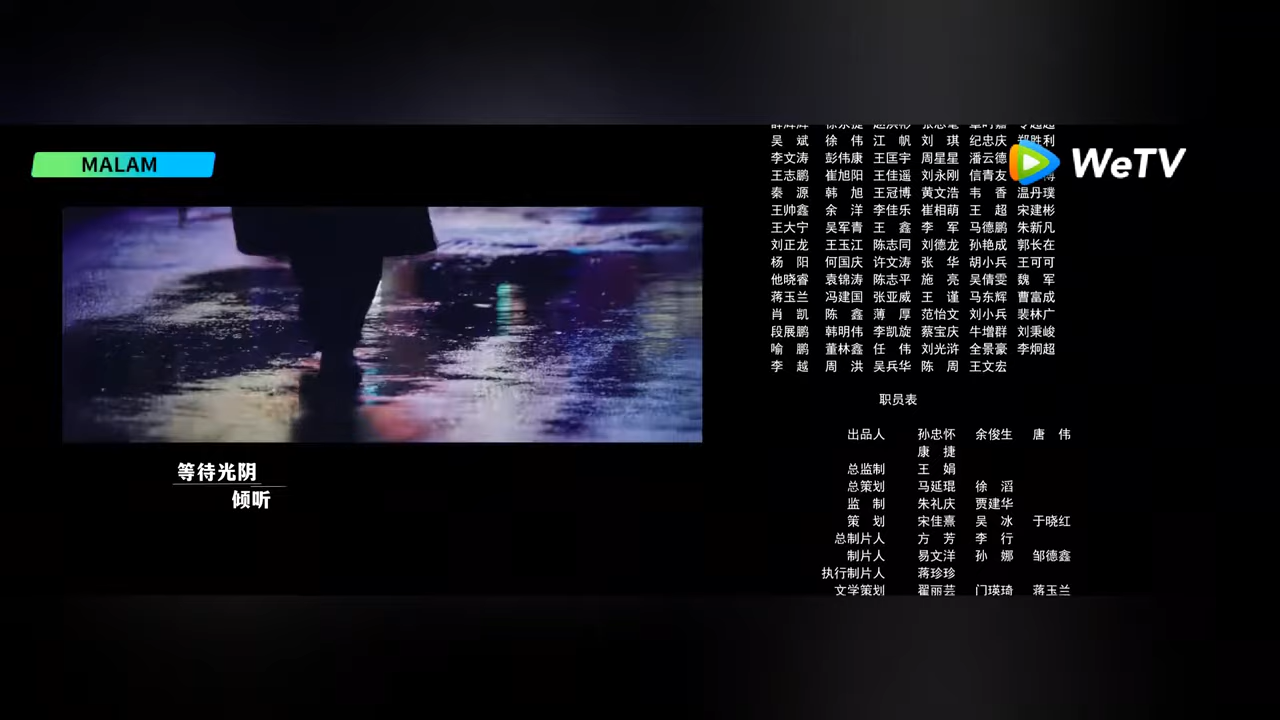 MALAM
WeTV
吴 斌 徐 伟 江 帆 刘 琪 纪忠庆 郑胜利
李文涛 彭伟康 王匡宇 周星星 潘云德
王志鹏 崔旭阳 王佳遥 刘永刚 信青友
秦 源 韩 旭 王冠博 黄文浩 韦 香 温丹璞
王帅鑫 余 洋 李佳乐 崔相萌 王 超 宋建彬
王大宁 吴军青 王 鑫 李 军 马德鹏 朱新凡
刘正龙 王玉江 陈志同 刘德龙 孙艳成 郭长在
杨 阳 何国庆 许文涛 张 华 胡小兵 王可可
他晓睿 袁锦涛 陈志平 施 亮 吴倩雯 魏 军
蒋玉兰 冯建国 张亚威 王 谨 马东辉 曹富成
肖 凯 陈 鑫 薄 厚 范怡文 刘小兵 裴林广
段展鹏 韩明伟 李凯旋 蔡宝庆 牛增群 刘秉峻
喻 鹏 董林鑫 任 伟 刘光浒 全景豪 李炯超
李 越 周 洪 吴兵华 陈 周 王文宏
职员表
出品人 孙忠怀 余俊生 唐 伟
康 捷
总监制 王 娟
总策划 马延琨 徐 滔
监 制 朱礼庆 贾建华
策 划 宋佳熹 吴 冰 于晓红
总制片人 方 芳 李 行
制片人 易文洋 孙 娜 邹德鑫
执行制片人 蒋珍珍
文学策划 翟丽芸 门瑛琦 蒋玉兰
等待光阴
倾听